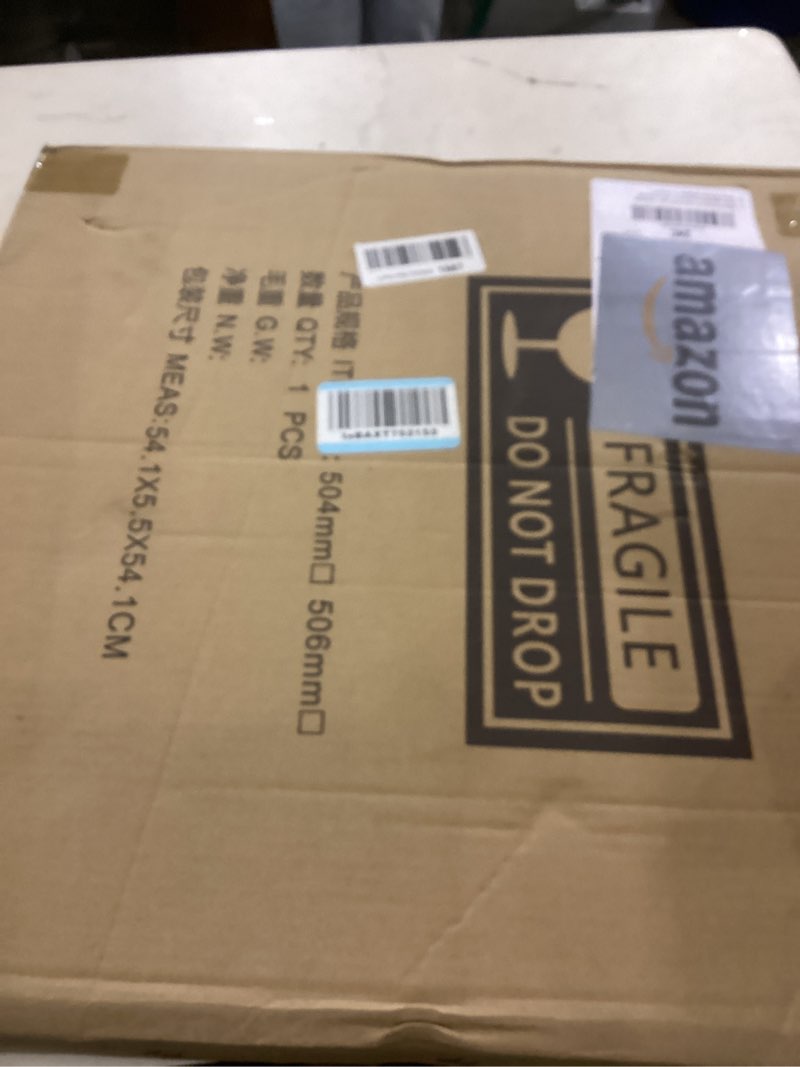 amazon
FRAGILE
DO NOT DROP
产品规格 IT : 504mm□ 506mm□
数量 QTY: 1 PCS
毛重 G.W:
净重 N.W:
包装尺寸 MEAS:54.1X5.5X54.1CM